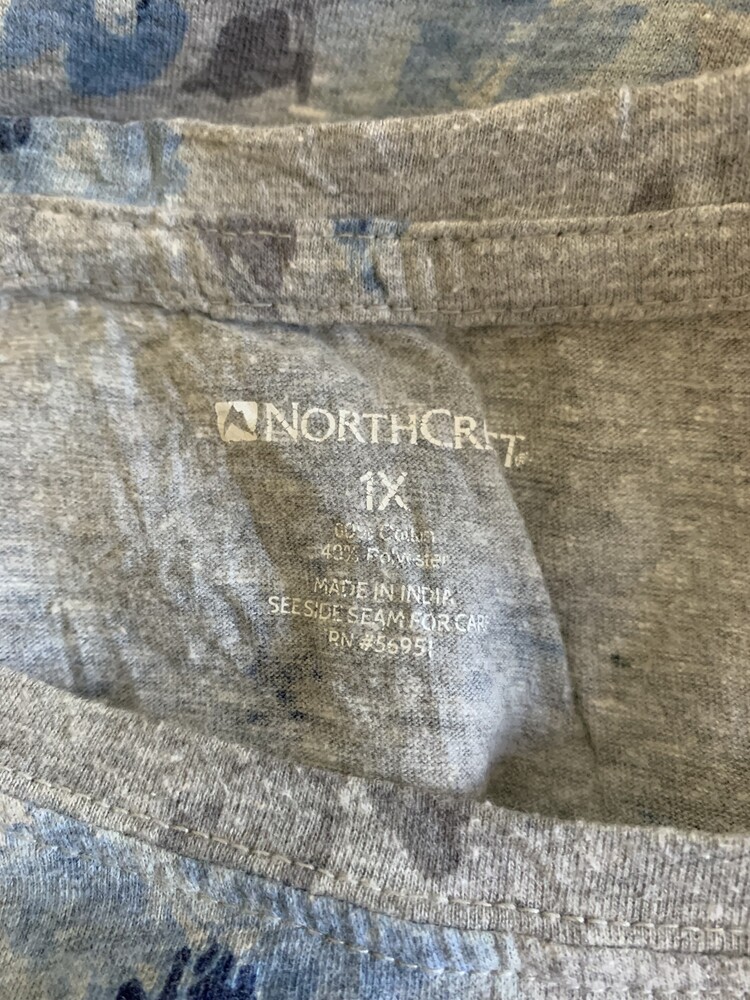 NORTHCREST
1X
60% Cotton
40% Polyester
MADE IN INDIA
SEE SIDE SEAM FOR CARE
RN #56951